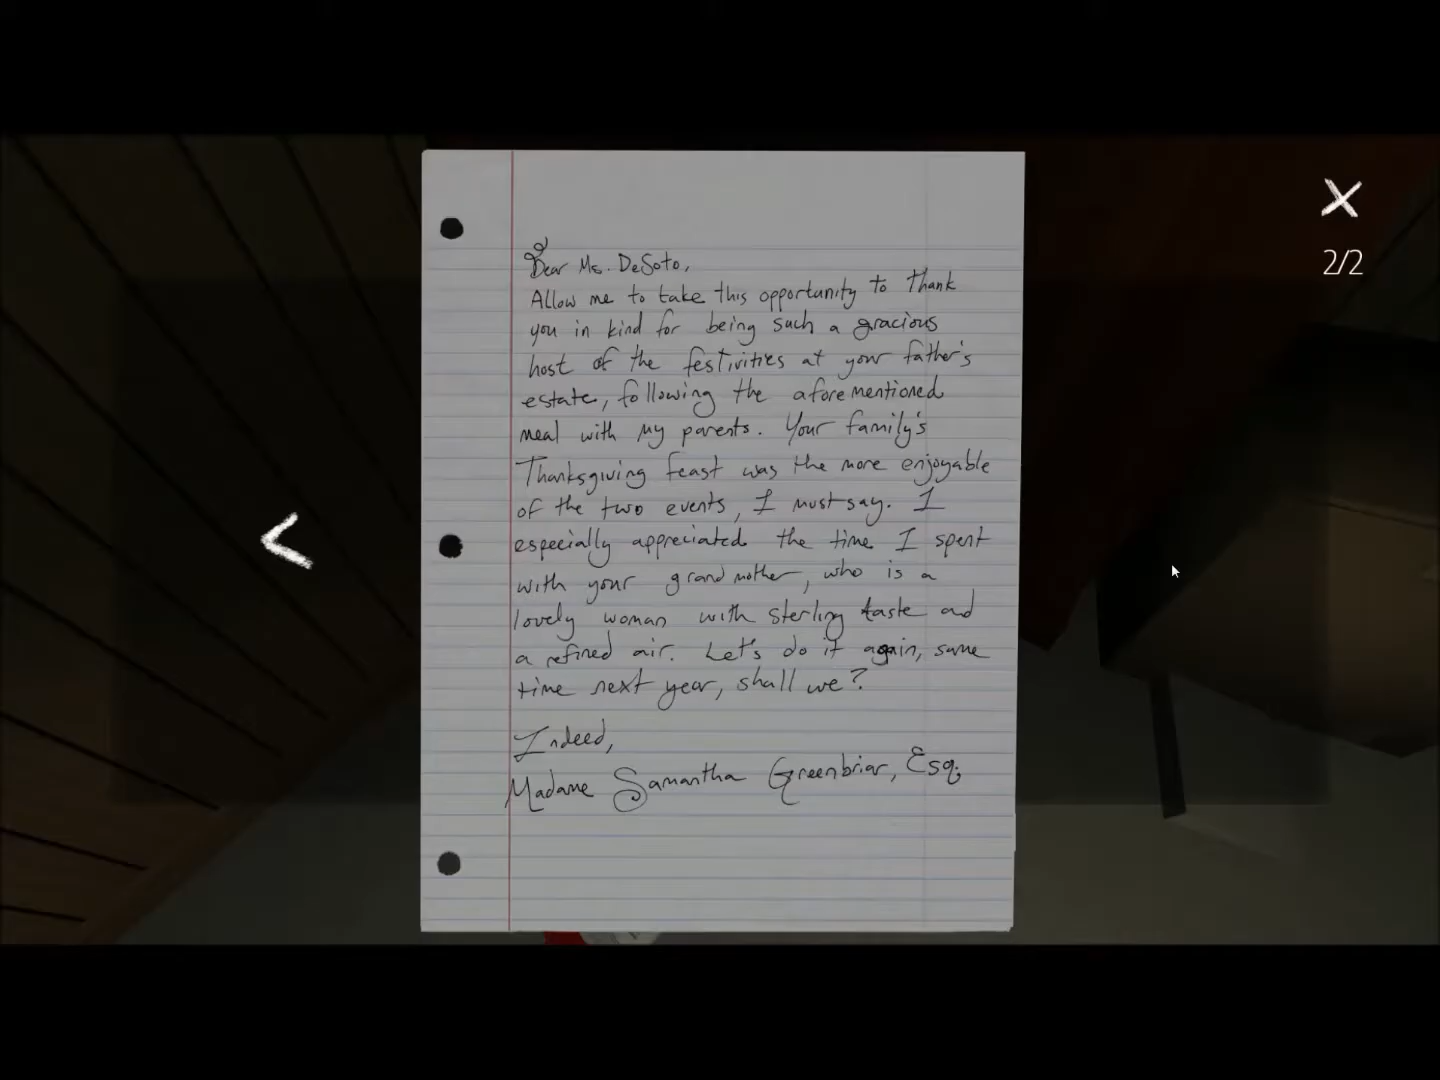 Dear Ms. DeSoto,
Allow me to take this opportunity to thank
you in kind for being such a gracious
host of the festivities at your father's
estate, following the aforementioned
meal with my parents. Your family's
Thanksgiving feast was the more enjoyable
of the two events, I must say. I
especially appreciated the time I spent
with your grandmother, who is a
lovely woman with sterling taste and
a refined air. Let's do it again, same
time next year, shall we?
Indeed,
Madame Samantha Greenbriar, Esq.
2/2